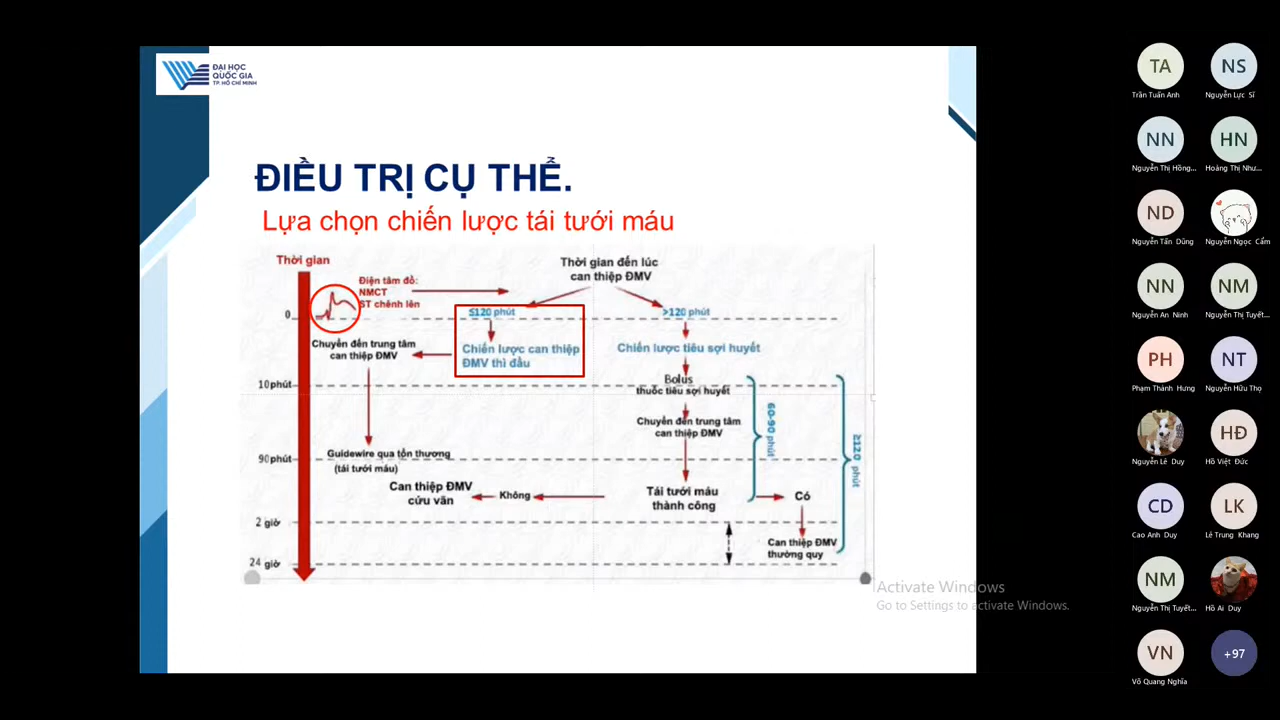 ĐẠI HỌC
QUỐC GIA
TP. HỒ CHÍ MINH
ĐIỀU TRỊ CỤ THỂ.
Lựa chọn chiến lược tái tưới máu
Thời gian
Điện tâm đồ:
NMCT
ST chênh lên
Thời gian đến lúc
can thiệp ĐMV
0
≤120 phút
>120 phút
Chuyển đến trung tâm
can thiệp ĐMV
Chiến lược can thiệp
ĐMV thì đầu
Chiến lược tiêu sợi huyết
10phút
Bolus
thuốc tiêu sợi huyết
Chuyển đến trung tâm
can thiệp ĐMV
60-90 phút
≥120 phút
90phút
Guidewire qua tổn thương
(tái tưới máu)
Can thiệp ĐMV
cứu vãn
Không
Tái tưới máu
thành công
Có
2 giờ
Can thiệp ĐMV
thường quy
24 giờ
Activate Windows
Go to Settings to activate Windows.
TA
NS
Trần Tuấn Anh
Nguyễn Lực Sĩ
NN
HN
Nguyễn Thị Hồng...
Hoàng Thị Như...
ND
Nguyễn Tấn Dũng
Nguyễn Ngọc Cẩm
NN
NM
Nguyễn An Ninh
Nguyễn Thị Tuyết...
PH
NT
Phạm Thành Hưng
Nguyễn Hữu Thọ
HĐ
Nguyễn Lê Duy
Hồ Việt Đức
CD
LK
Cao Anh Duy
Lê Trung Khang
NM
Nguyễn Thị Tuyết...
Hồ Ai Duy
VN
+97
Võ Quang Nghĩa